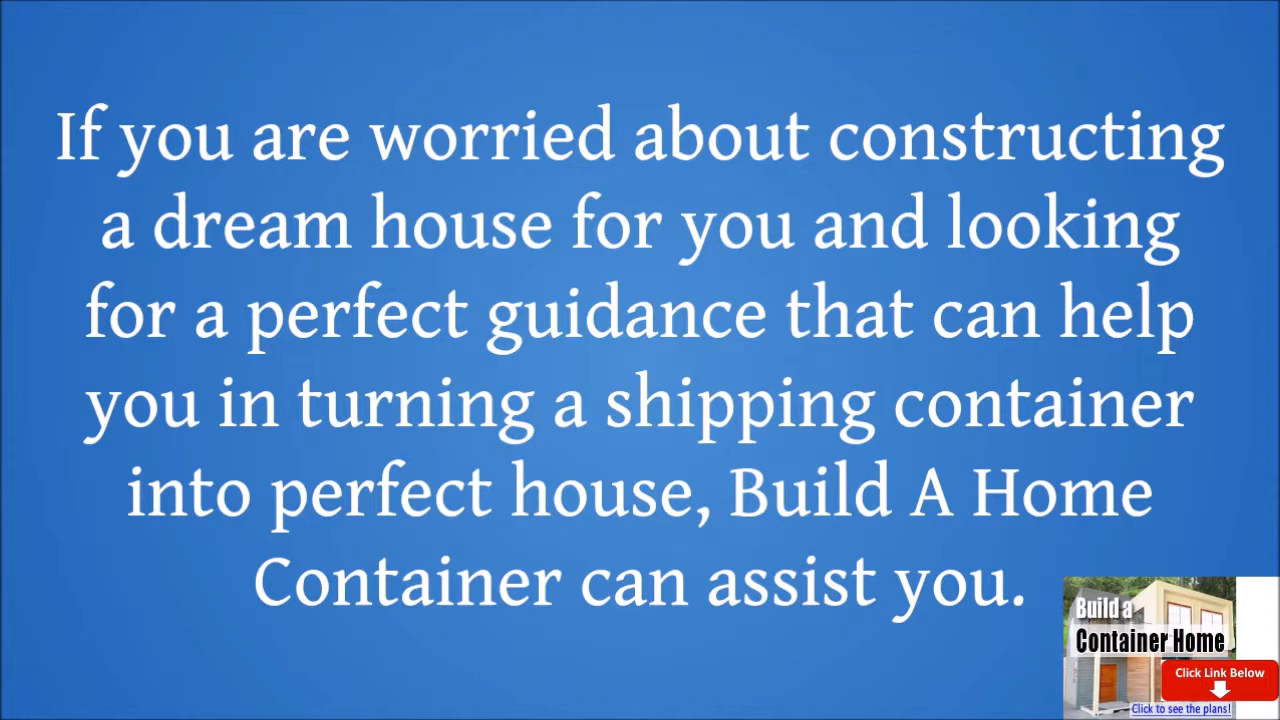 If you are worried about constructing
a dream house for you and looking
for a perfect guidance that can help
you in turning a shipping container
into perfect house, Build A Home
Container can assist you.
Build a
Container Home
Click Link Below
Click to see the plans!